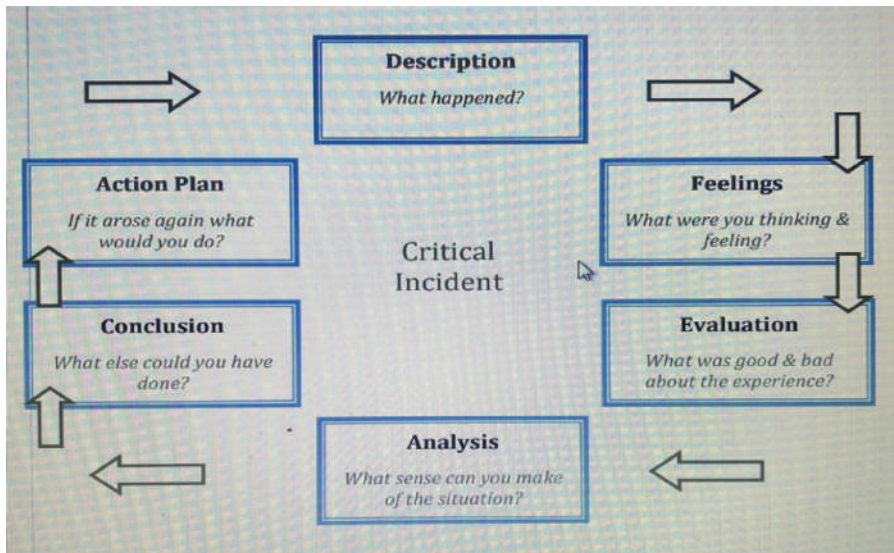 Description
What happened?
Feelings
What were you thinking &
feeling?
Evaluation
What was good & bad
about the experience?
Analysis
What sense can you make
of the situation?
Conclusion
What else could you have
done?
Action Plan
If it arose again what
would you do?
Critical
Incident